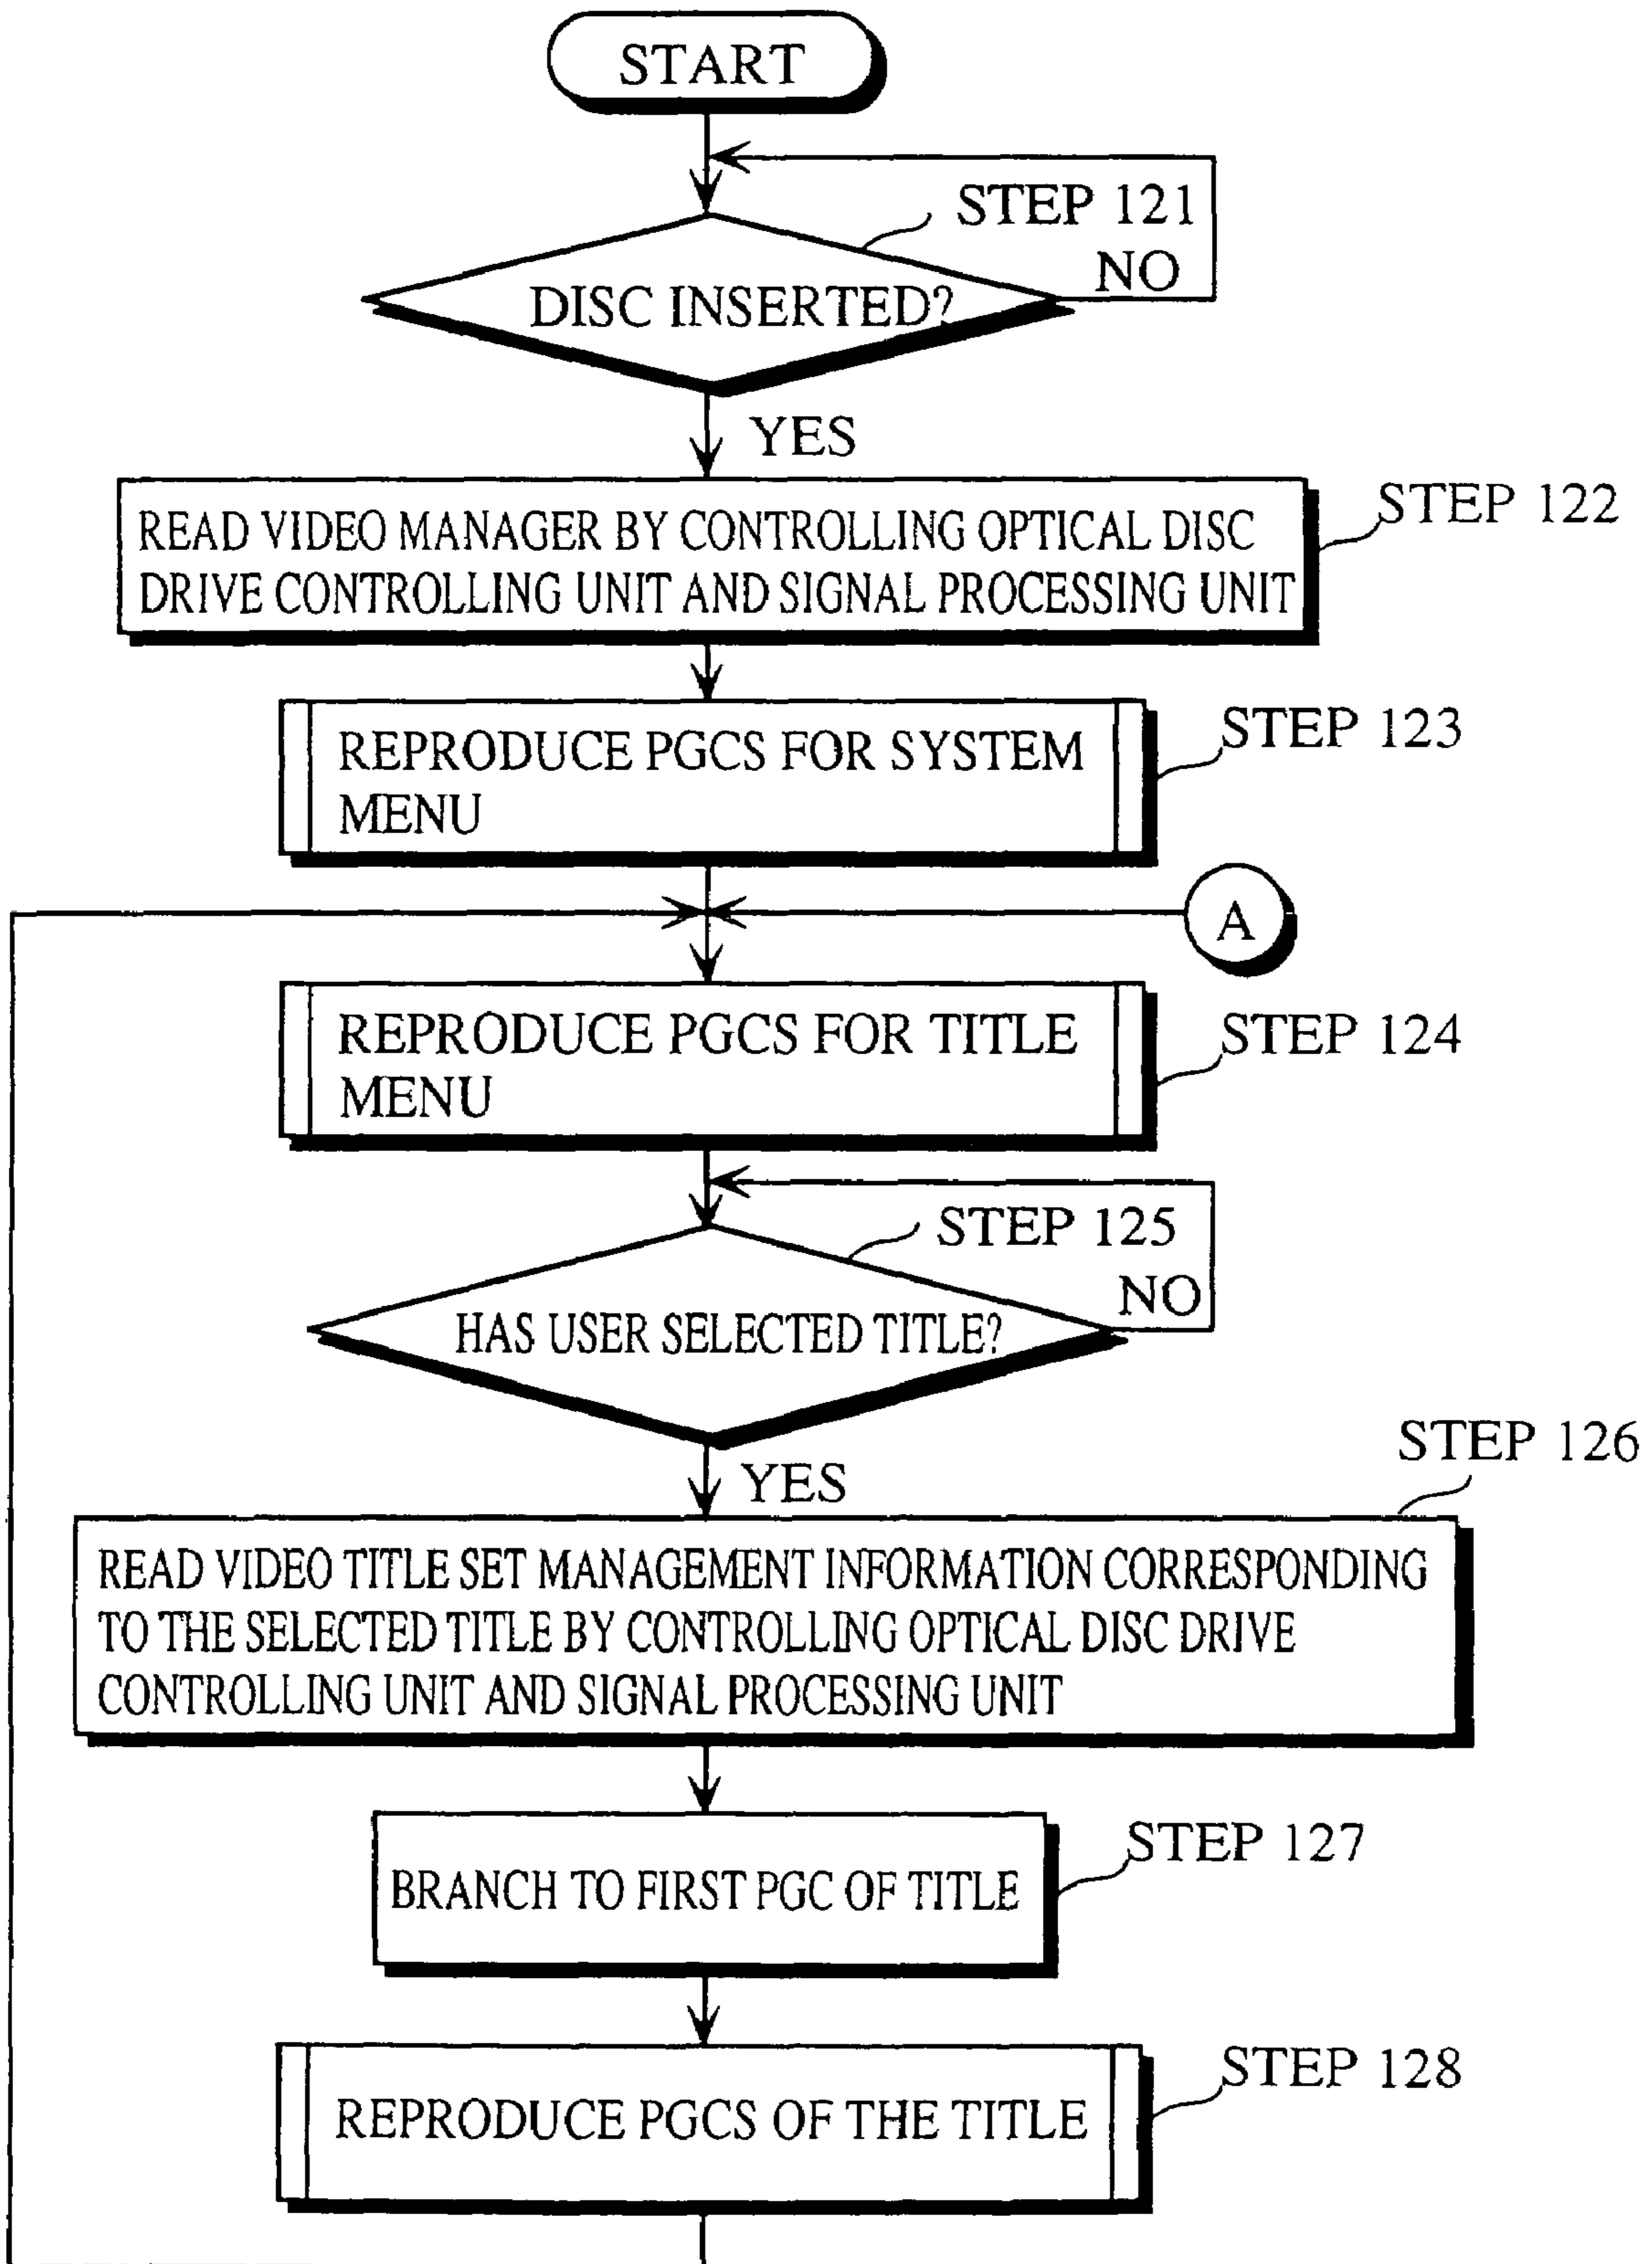 START
STEP 121
NO
DISC INSERTED?
YES
STEP 122
READ VIDEO MANAGER BY CONTROLLING OPTICAL DISC
DRIVE CONTROLLING UNIT AND SIGNAL PROCESSING UNIT
STEP 123
REPRODUCE PGCS FOR SYSTEM
MENU
A
STEP 124
REPRODUCE PGCS FOR TITLE
MENU
STEP 125
NO
HAS USER SELECTED TITLE?
YES
STEP 126
READ VIDEO TITLE SET MANAGEMENT INFORMATION CORRESPONDING
TO THE SELECTED TITLE BY CONTROLLING OPTICAL DISC DRIVE
CONTROLLING UNIT AND SIGNAL PROCESSING UNIT
STEP 127
BRANCH TO FIRST PGC OF TITLE
STEP 128
REPRODUCE PGCS OF THE TITLE